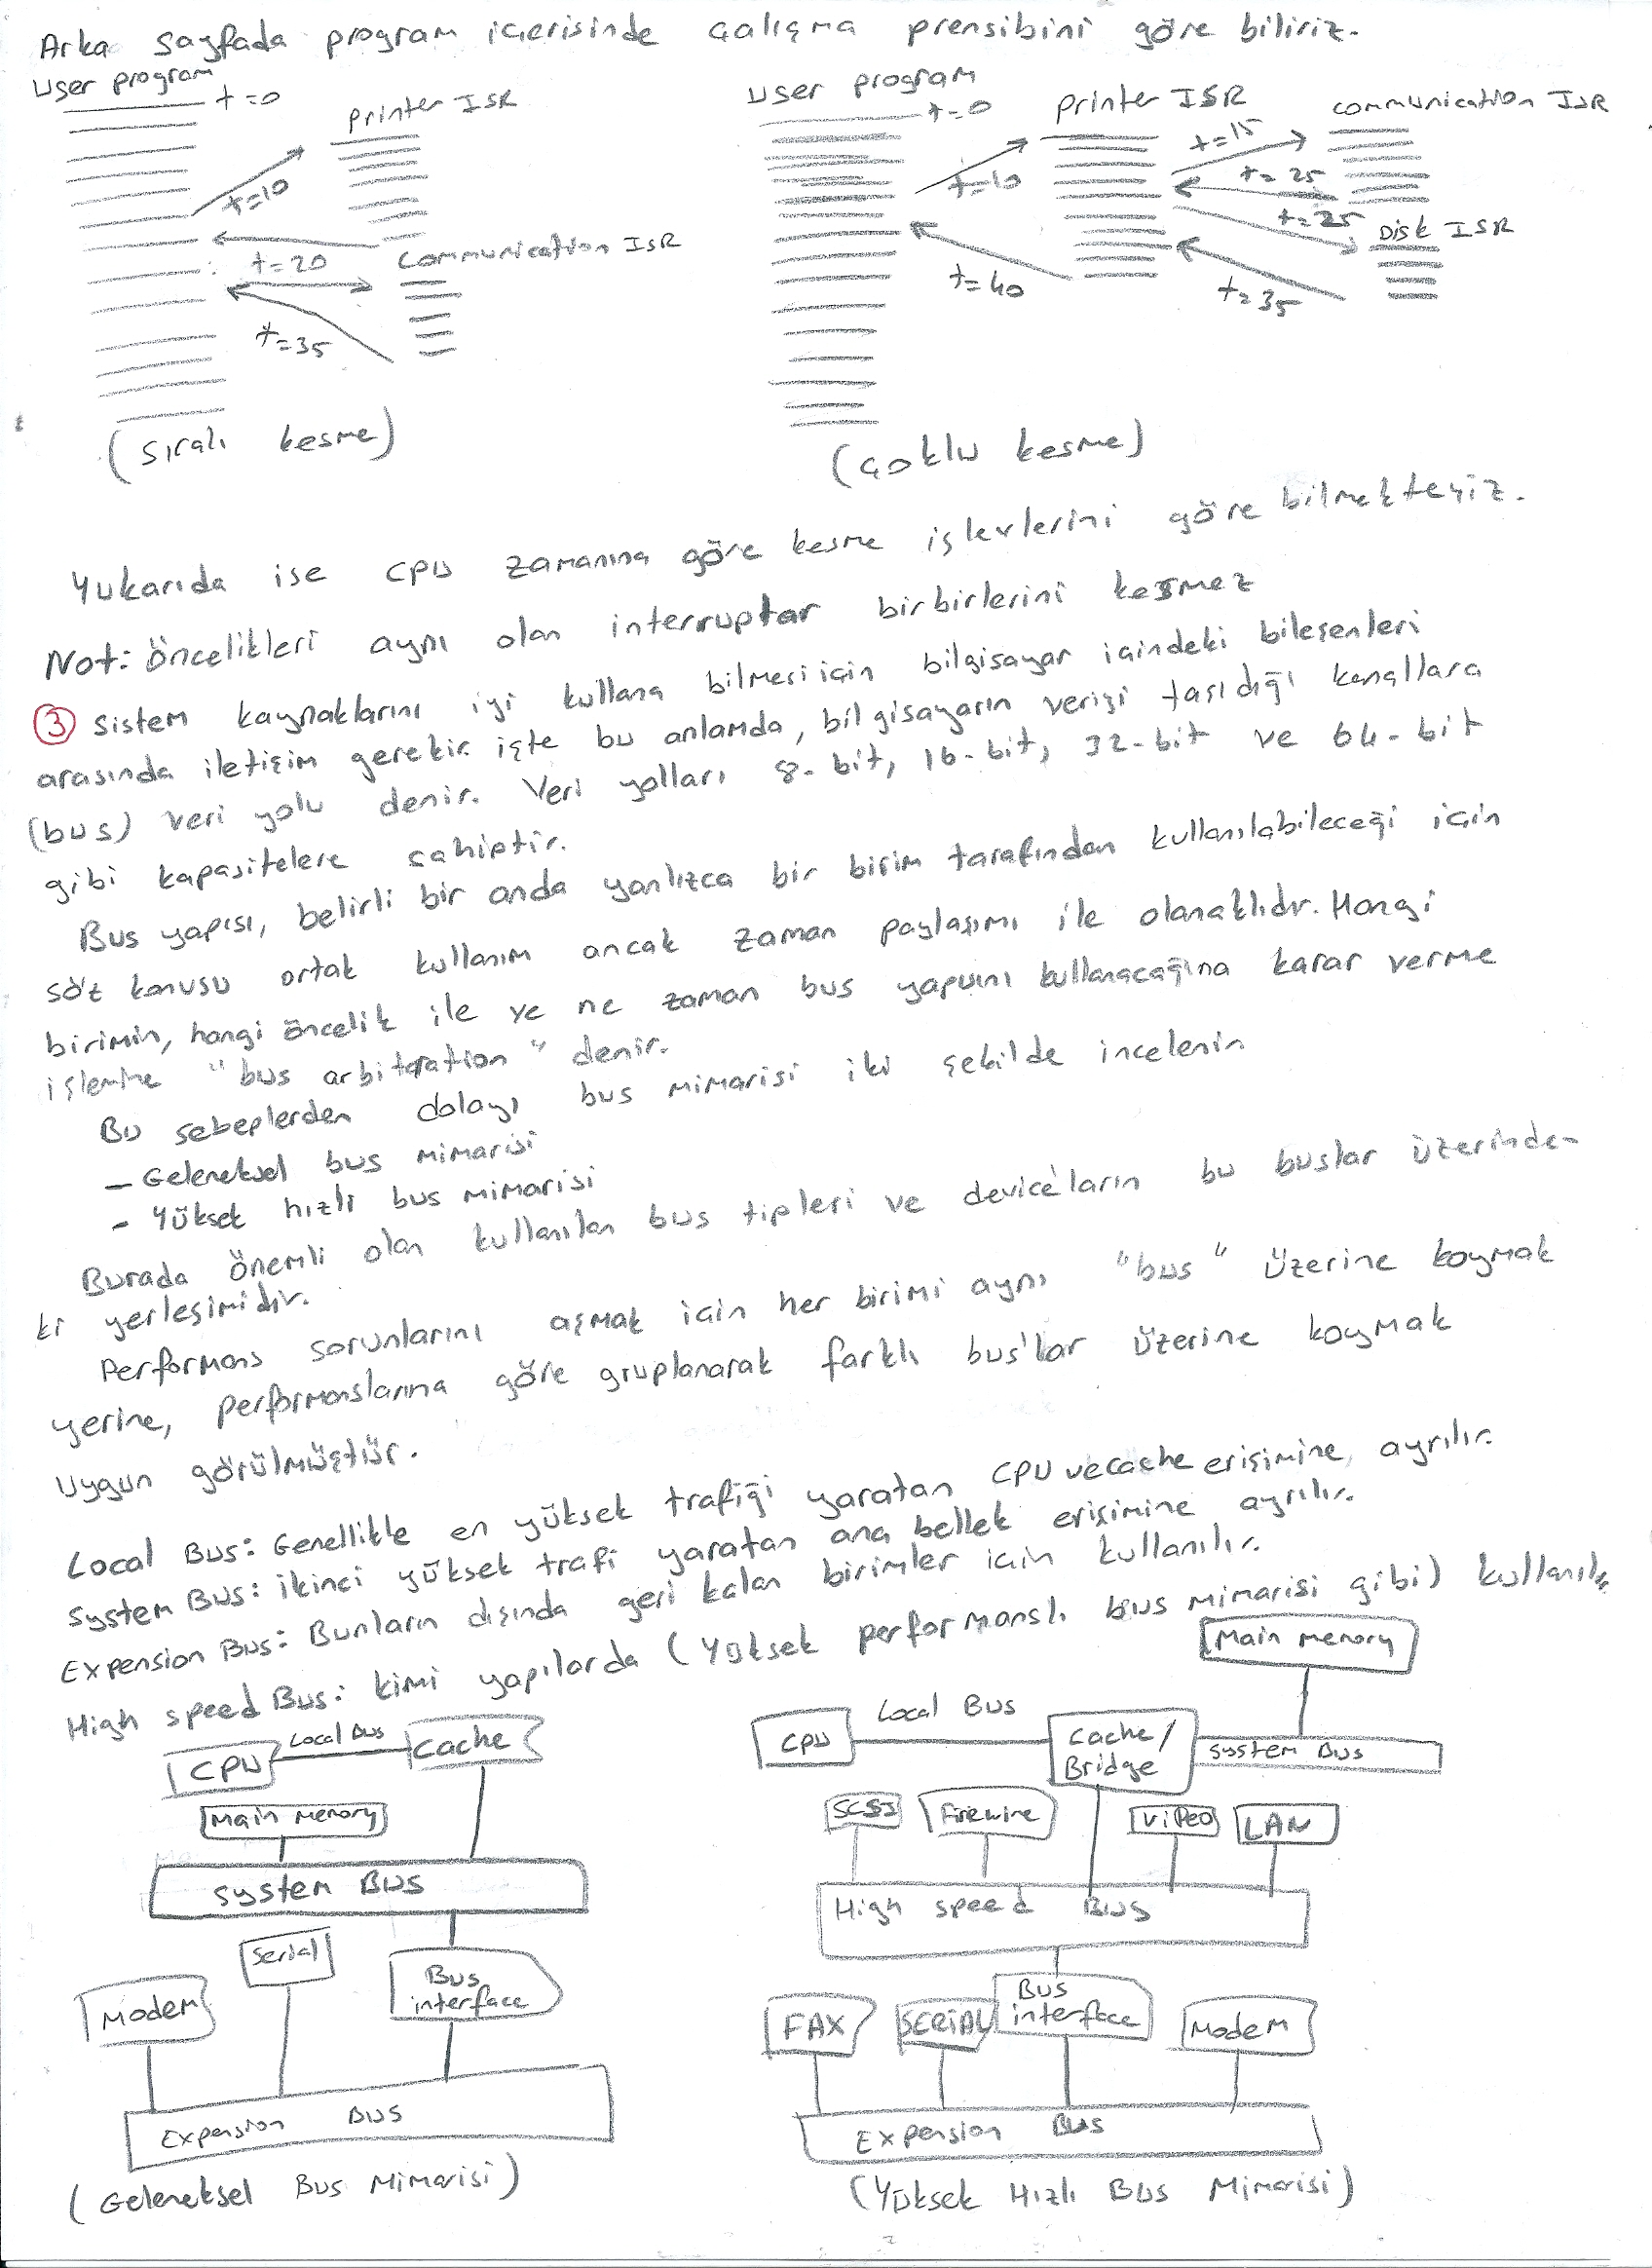 Arka sayfada program içerisinde çalışma prensibini göre biliriz.
User program
t=0
printer ISR
t=10
t=20
communication ISR
t=35
(sıralı kesme)
User program
t=0
printer ISR
communication ISR
t=10
t=15
t=25
t=25
Disk ISR
t=40
t=35
(çoklu kesme)
Yukarıda ise CPU zamanına göre kesme işlevlerini göre bilmekteyiz.
Not: öncelikleri aynı olan interruptar birbirlerini kesmez
3 Sistem kaynaklarını iyi kullana bilmesi için bilgisayar içindeki bileşenleri
arasında iletişim gerekir. işte bu anlamda, bilgisayarın veriyi taşıdığı kanallara
(bus) veri yolu denir. Veri yolları 8-bit, 16-bit, 32-bit ve 64-bit
gibi kapasitelere sahiptir.
Bus yapısı, belirli bir anda yanlızca bir birim tarafından kullanılabileceği için
söz konusu ortak kullanım ancak zaman paylaşımı ile olanaklıdır. Hangi
birimin, hangi öncelik ile ve ne zaman bus yapısını kullanacağına karar verme
işlemine "bus arbitration" denir.
Bu sebeplerden dolayı bus mimarisi iki şekilde incelenir
- Geleneksel bus mimarisi
- Yüksek hızlı bus mimarisi
Burada önemli olan kullanılan bus tipleri ve device'ların bu buslar üzerinde-
ki yerleşimidir.
Performans sorunlarını aşmak için her birimi aynı "bus" üzerine koymak
yerine, performanslarına göre gruplanarak farklı bus'lar üzerine koymak
uygun görülmüştür.
Local Bus: Genellikle en yüksek trafiği yaratan CPU ve cache erişimine, ayrılır.
System Bus: ikinci yüksek trafi yaratan ana bellek erişimine ayrılır.
Expension Bus: Bunların dışında geri kalan birimler için kullanılır.
High speed Bus: kimi yapılarda (Yüksek performanslı bus mimarisi gibi) kullanılır
CPU
Local Bus
Cache
Main memory
System Bus
Serial
Modem
Bus
interface
Expension Bus
(Geleneksel Bus Mimarisi)
Main memory
CPU
Local Bus
Cache/
Bridge
System Bus
SCSI
Firewire
Video
LAN
High speed Bus
FAX
SERIAL
Bus
interface
Modem
Expension Bus
(Yüksek Hızlı Bus Mimarisi)